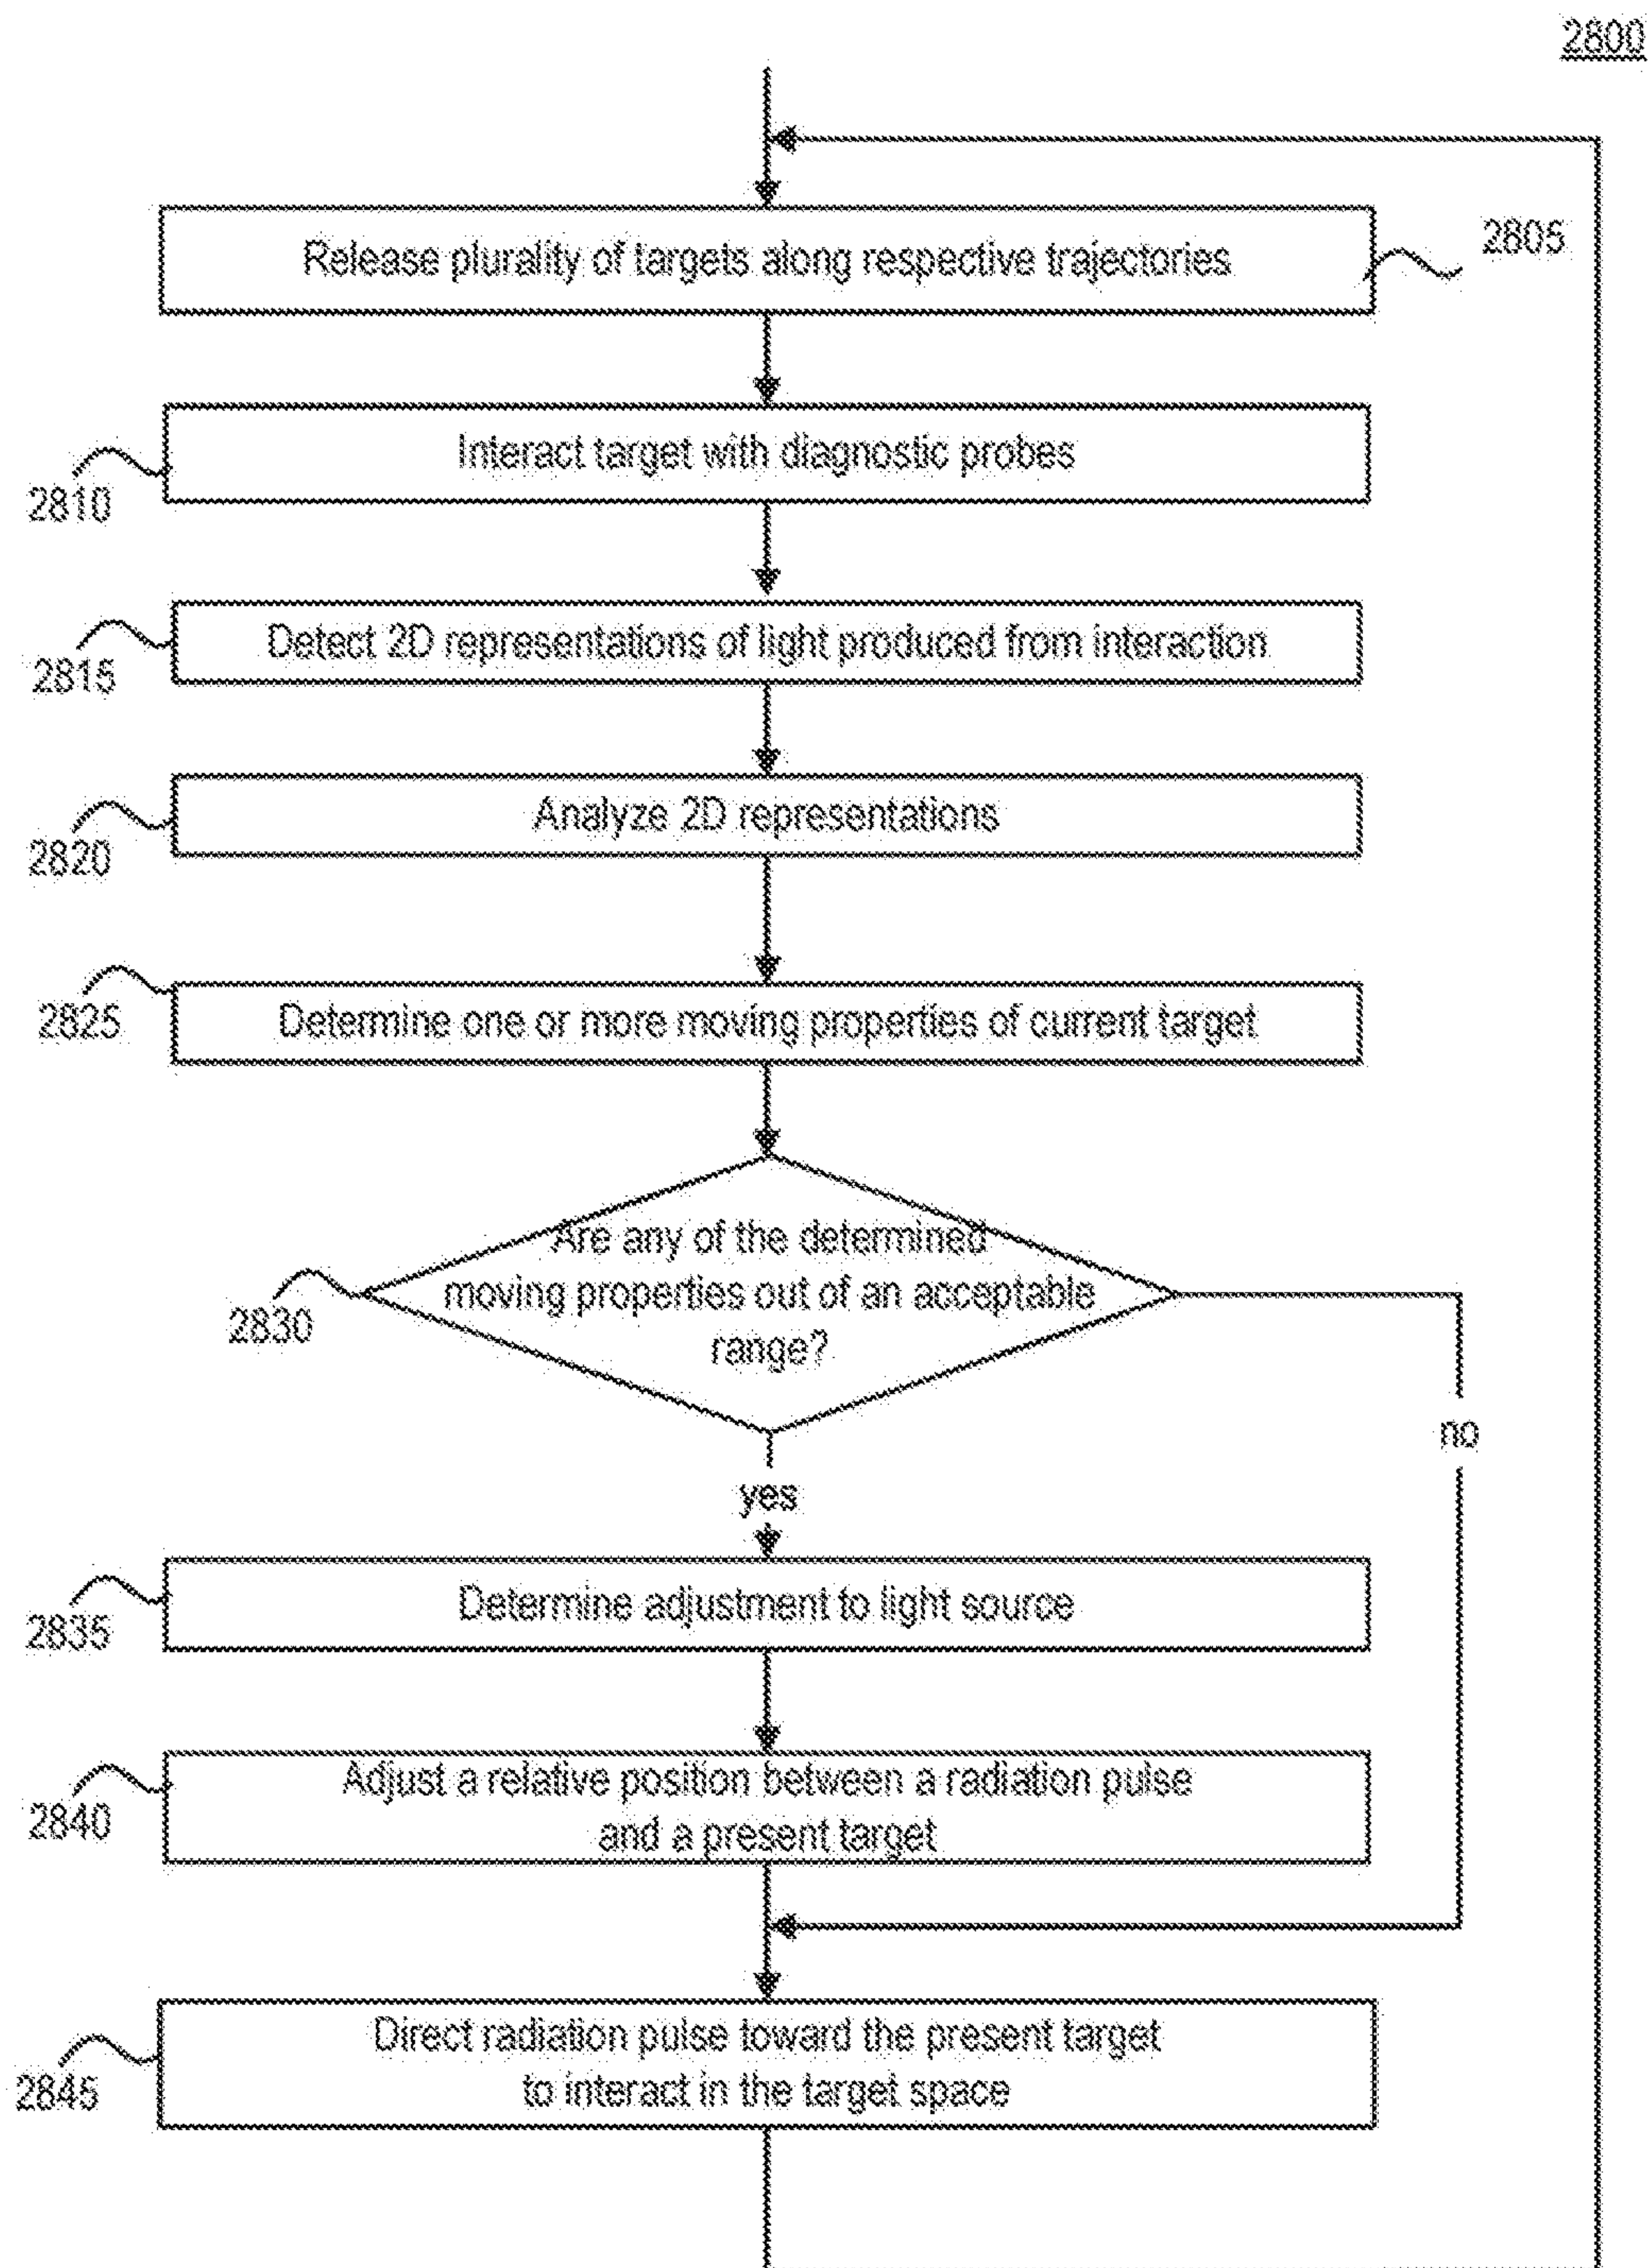 2800
Release plurality of targets along respective trajectories
2805
Interact target with diagnostic probes
2810
Detect 2D representations of light produced from interaction
2815
Analyze 2D representations
2820
Determine one or more moving properties of current target
2825
Are any of the determined
moving properties out of an acceptable
range?
2830
no
yes
Determine adjustment to light source
2835
Adjust a relative position between a radiation pulse
and a present target
2840
Direct radiation pulse toward the present target
to interact in the target space
2845